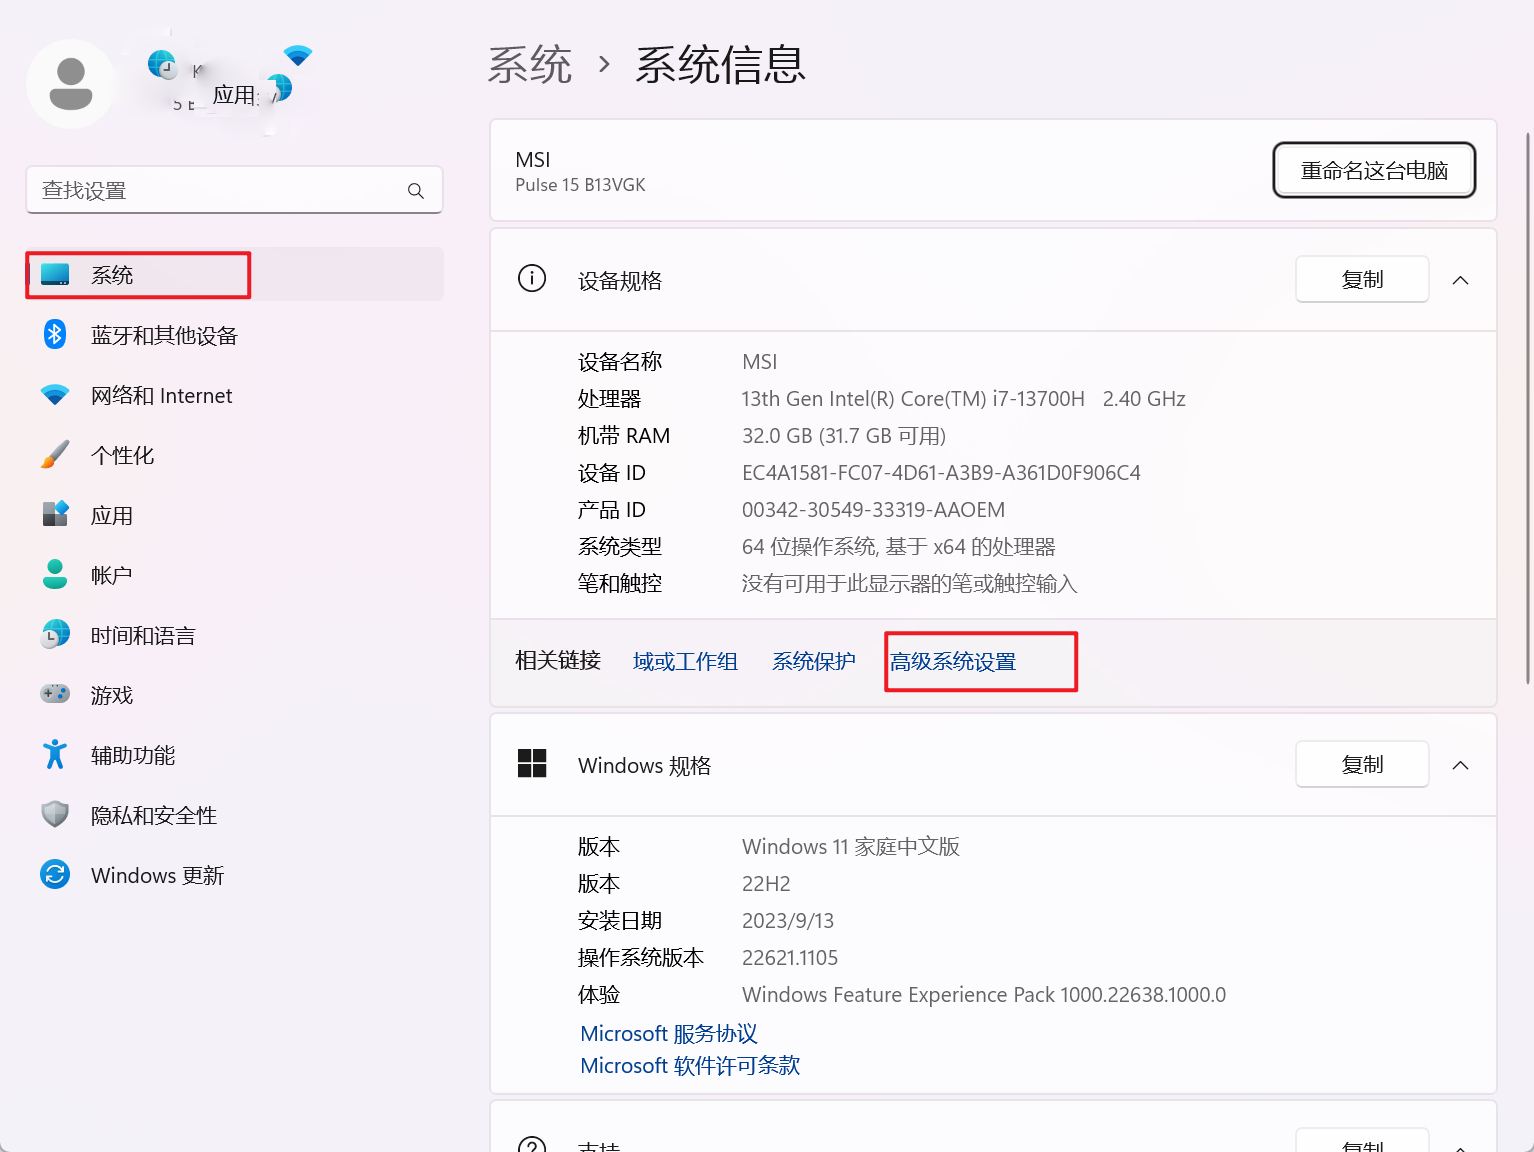 应用
查找设置
系统
蓝牙和其他设备
网络和 Internet
个性化
应用
帐户
时间和语言
游戏
辅助功能
隐私和安全性
Windows 更新
系统 › 系统信息
MSI
Pulse 15 B13VGK
重命名这台电脑
设备规格
复制
设备名称 MSI
处理器 13th Gen Intel(R) Core(TM) i7-13700H 2.40 GHz
机带 RAM 32.0 GB (31.7 GB 可用)
设备 ID EC4A1581-FC07-4D61-A3B9-A361D0F906C4
产品 ID 00342-30549-33319-AAOEM
系统类型 64 位操作系统, 基于 x64 的处理器
笔和触控 没有可用于此显示器的笔或触控输入
相关链接 域或工作组 系统保护 高级系统设置
Windows 规格
复制
版本 Windows 11 家庭中文版
版本 22H2
安装日期 2023/9/13
操作系统版本 22621.1105
体验 Windows Feature Experience Pack 1000.22638.1000.0
Microsoft 服务协议
Microsoft 软件许可条款
支持
复制